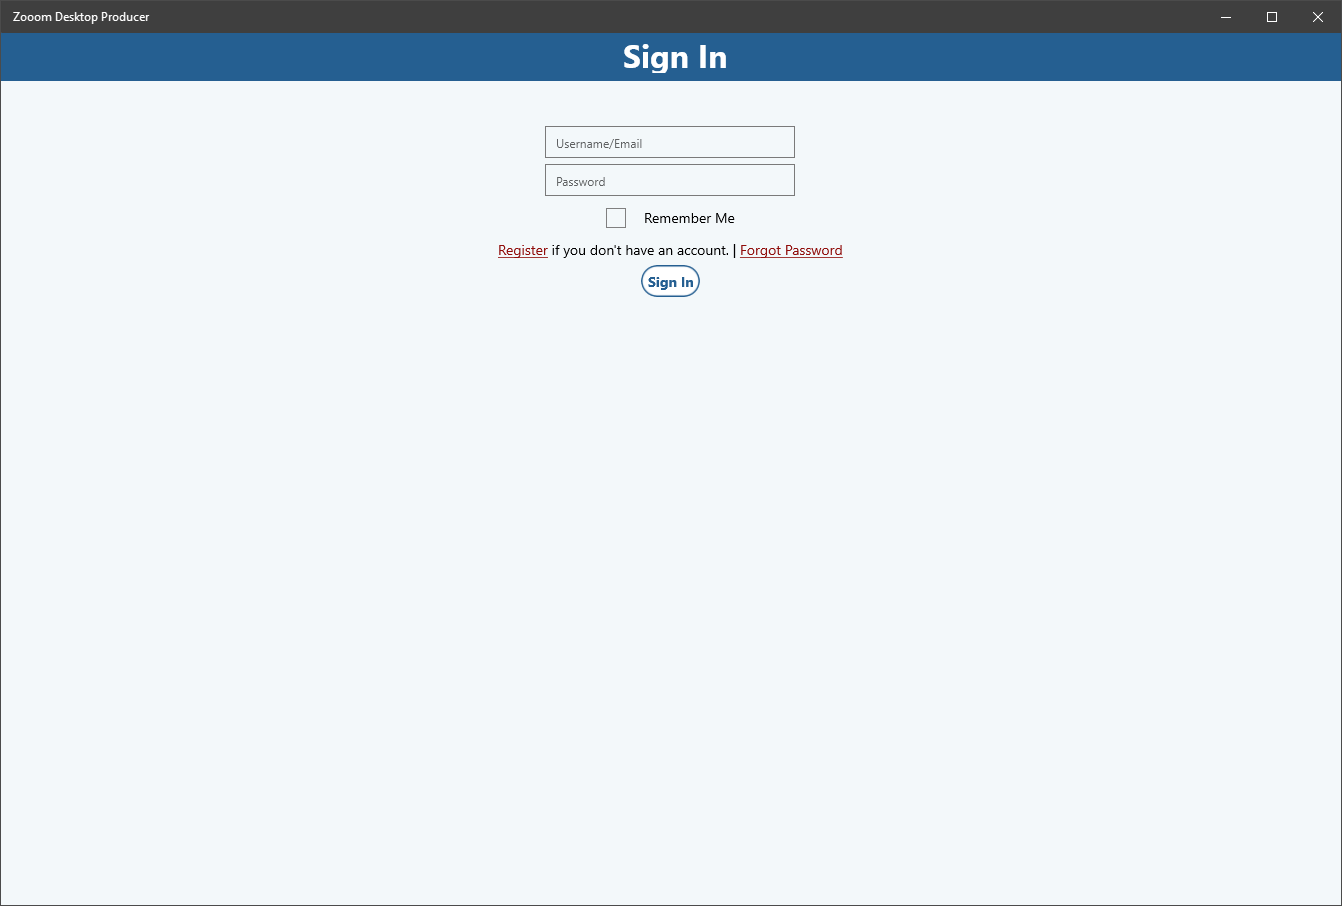 Zooom Desktop Producer
Sign In
Username/Email
Password
Remember Me
Register if you don't have an account. | Forgot Password
Sign In